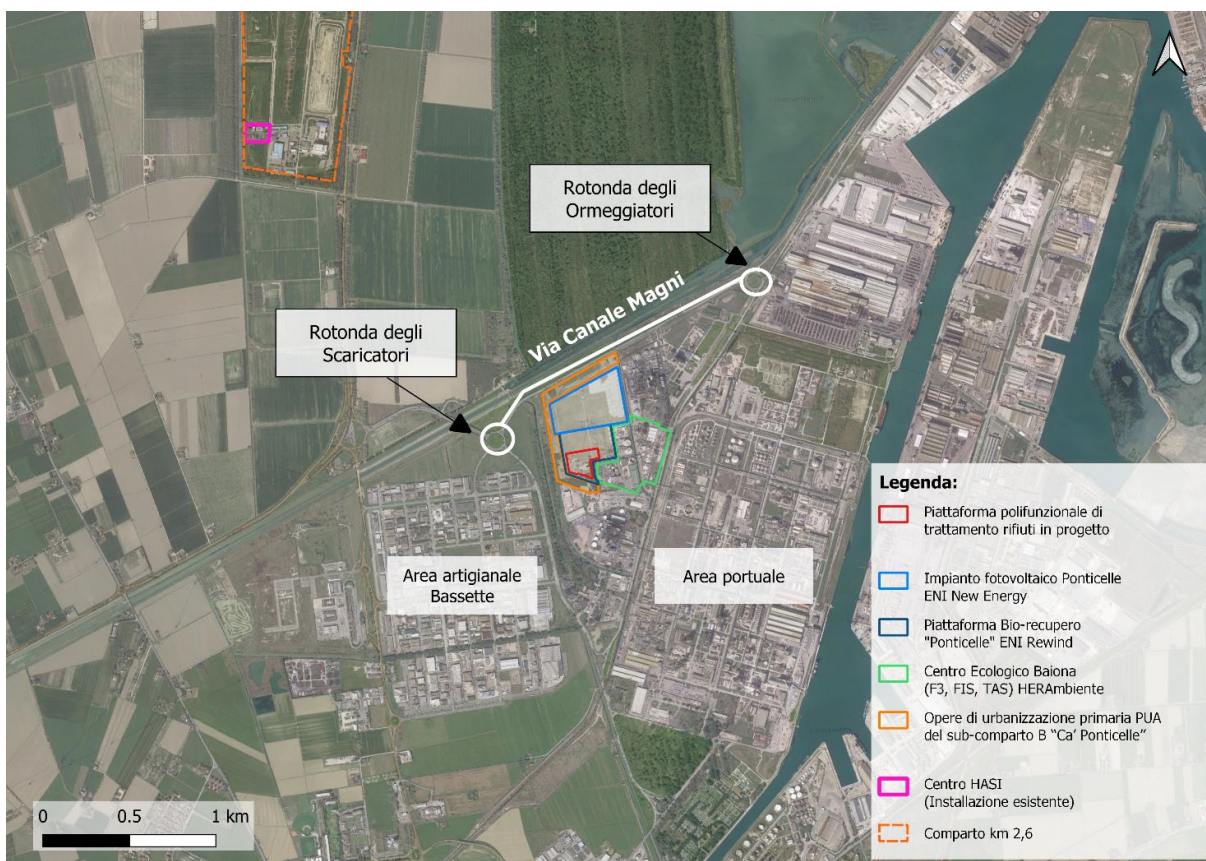 Rotonda degli
Ormeggiatori
Via Canale Magni
Rotonda degli
Scaricatori
Area artigianale
Bassette
Area portuale
Legenda:
Piattaforma polifunzionale di
trattamento rifiuti in progetto
Impianto fotovoltaico Ponticelle
ENI New Energy
Piattaforma Bio-recupero
"Ponticelle" ENI Rewind
Centro Ecologico Baiona
(F3, FIS, TAS) HERAmbiente
Opere di urbanizzazione primaria PUA
del sub-comparto B “Ca’ Ponticelle”
Centro HASI
(Installazione esistente)
Comparto km 2,6
0 0.5 1 km